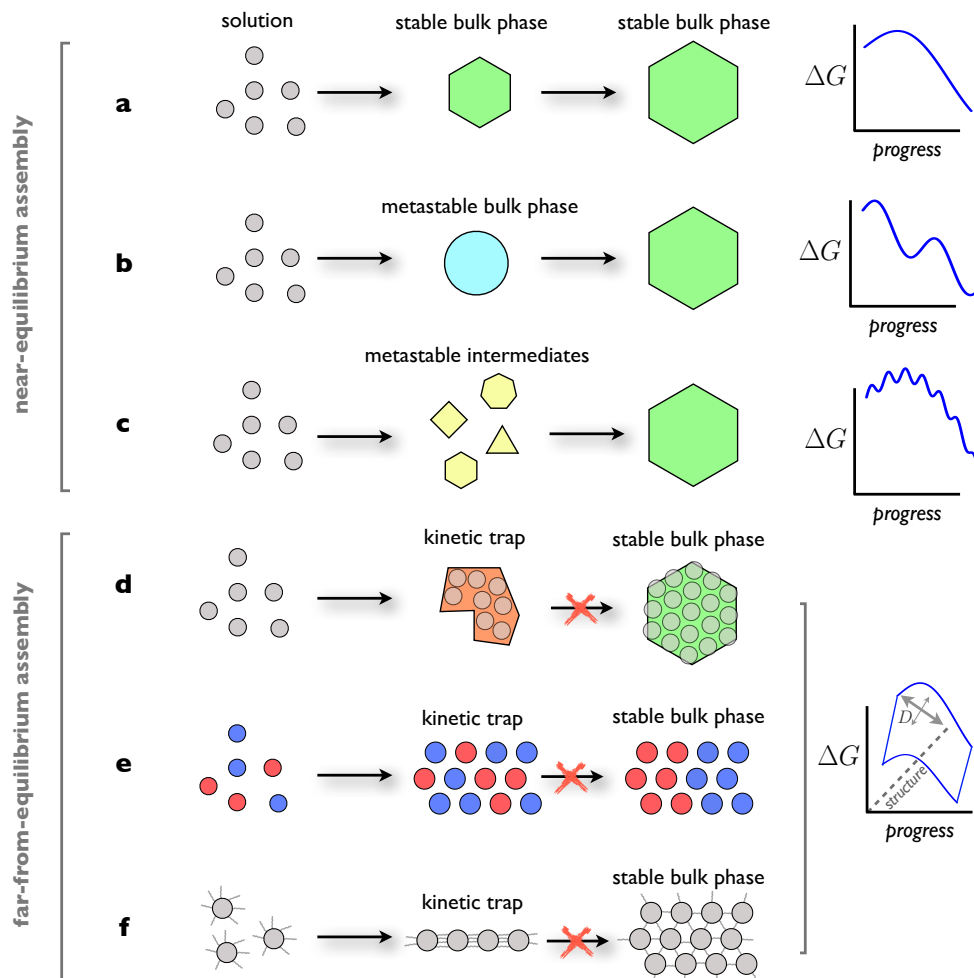 solution
stable bulk phase
stable bulk phase
near-equilibrium assembly
a
ΔG
progress
metastable bulk phase
b
ΔG
progress
metastable intermediates
c
ΔG
progress
far-from-equilibrium assembly
kinetic trap
stable bulk phase
d
kinetic trap
stable bulk phase
e
D
ΔG
structure
progress
kinetic trap
stable bulk phase
f